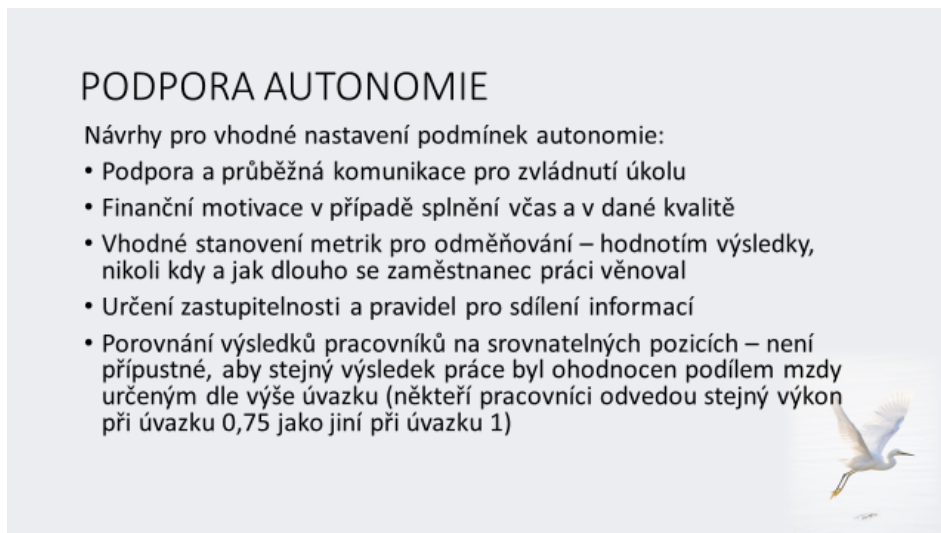 PODPORA AUTONOMIE
Návrhy pro vhodné nastavení podmínek autonomie:
• Podpora a průběžná komunikace pro zvládnutí úkolu
• Finanční motivace v případě splnění včas a v dané kvalitě
• Vhodné stanovení metrik pro odměňování – hodnotím výsledky,
nikoli kdy a jak dlouho se zaměstnanec práci věnoval
• Určení zastupitelnosti a pravidel pro sdílení informací
• Porovnání výsledků pracovníků na srovnatelných pozicích – není
přípustné, aby stejný výsledek práce byl ohodnocen podílem mzdy
určeným dle výše úvazku (někteří pracovníci odvedou stejný výkon
při úvazku 0,75 jako jiní při úvazku 1)